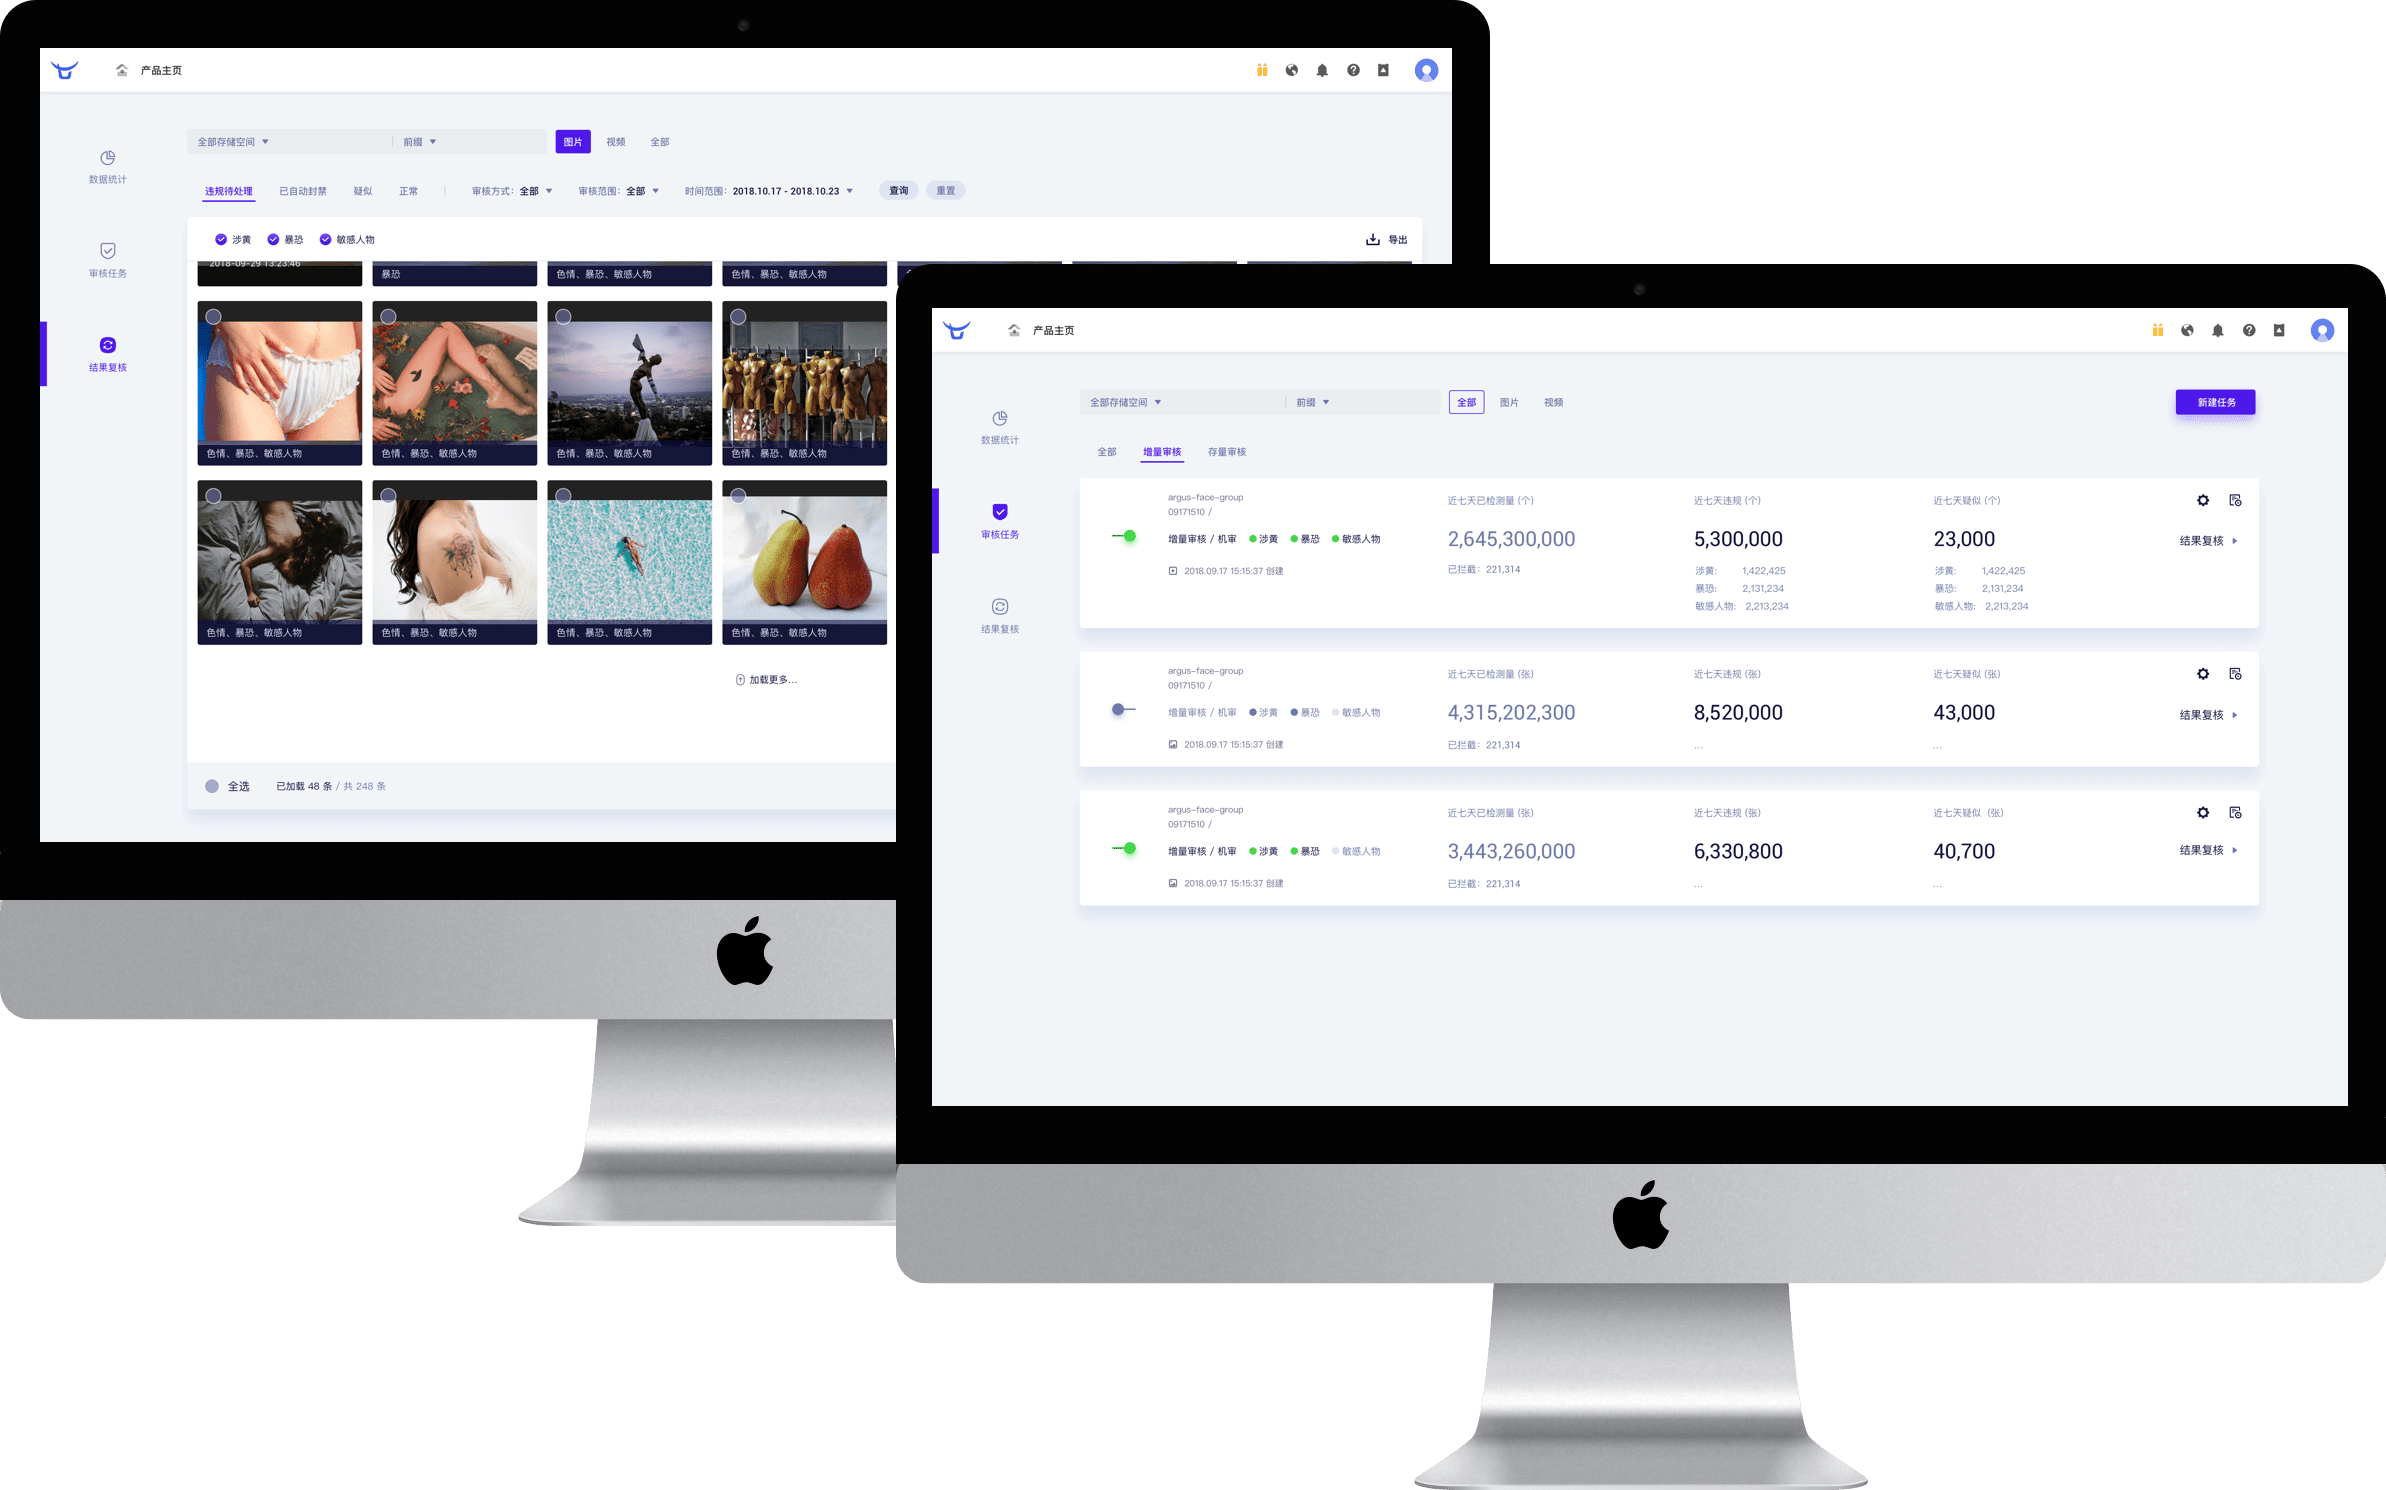 产品主页
全部存储空间 前缀 图片 视频 全部
数据统计
违规待处理 已自动封禁 疑似 正常 审核方式: 全部 审核范围: 全部 时间范围: 2018.10.17 - 2018.10.23 查询 重置
涉黄 暴恐 敏感人物 导出
审核任务
2018-09-29 13:23:46
暴恐
色情、暴恐、敏感人物
色情、暴恐、敏感人物
结果复核
色情、暴恐、敏感人物
色情、暴恐、敏感人物
色情、暴恐、敏感人物
色情、暴恐、敏感人物
色情、暴恐、敏感人物
色情、暴恐、敏感人物
色情、暴恐、敏感人物
色情、暴恐、敏感人物
加载更多...
全选 已加载 48 条 / 共 248 条
产品主页
全部存储空间 前缀 全部 图片 视频 新建任务
数据统计
全部 增量审核 存量审核
审核任务
结果复核
argus-face-group
09171510 /
增量审核 / 机审 涉黄 暴恐 敏感人物
2018.09.17 15:15:37 创建
近七天已检测量 (个)
2,645,300,000
已拦截: 221,314
近七天违规 (个)
5,300,000
涉黄: 1,422,425
暴恐: 2,131,234
敏感人物: 2,213,234
近七天疑似 (个)
23,000
涉黄: 1,422,425
暴恐: 2,131,234
敏感人物: 2,213,234
结果复核
argus-face-group
09171510 /
增量审核 / 机审 涉黄 暴恐 敏感人物
2018.09.17 15:15:37 创建
近七天已检测量 (张)
4,315,202,300
已拦截: 221,314
近七天违规 (张)
8,520,000
...
近七天疑似 (张)
43,000
...
结果复核
argus-face-group
09171510 /
增量审核 / 机审 涉黄 暴恐 敏感人物
2018.09.17 15:15:37 创建
近七天已检测量 (张)
3,443,260,000
已拦截: 221,314
近七天违规 (张)
6,330,800
...
近七天疑似 (张)
40,700
...
结果复核